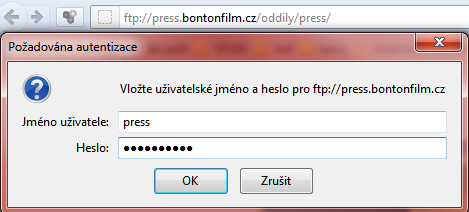 ftp://press.bontonfilm.cz/oddily/press/
Požadována autentizace
Vložte uživatelské jméno a heslo pro ftp://press.bontonfilm.cz
Jméno uživatele: press
Heslo: ●●●●●●●●●●
OK Zrušit